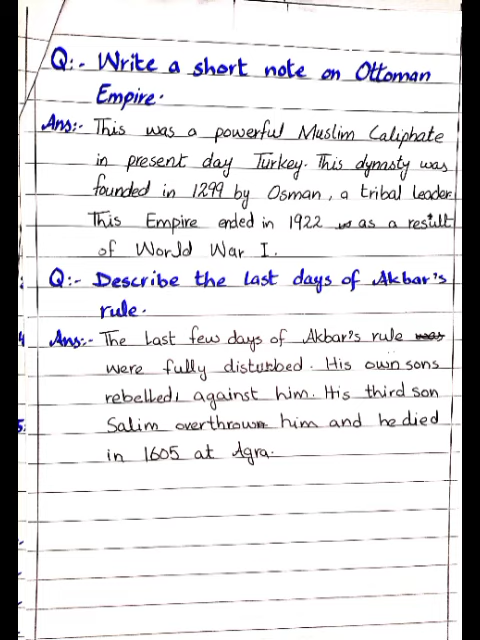 Q:- Write a short note on Ottoman
Empire.
Ans:- This was a powerful Muslim Caliphate
in present day Turkey. This dynasty was
founded in 1299 by Osman, a tribal leader.
This Empire ended in 1922 as a result
of World War I.
Q:- Describe the last days of Akbar's
rule.
Ans:- The last few days of Akbar's rule was
were fully disturbed. His own sons
rebelled, against him. His third son
Salim overthrown him and he died
in 1605 at Agra.